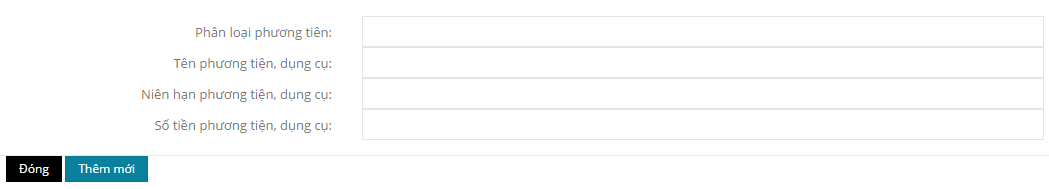 Phân loại phương tiên:
Tên phương tiện, dụng cụ:
Niên hạn phương tiện, dụng cụ:
Số tiền phương tiện, dụng cụ:
Đóng Thêm mới